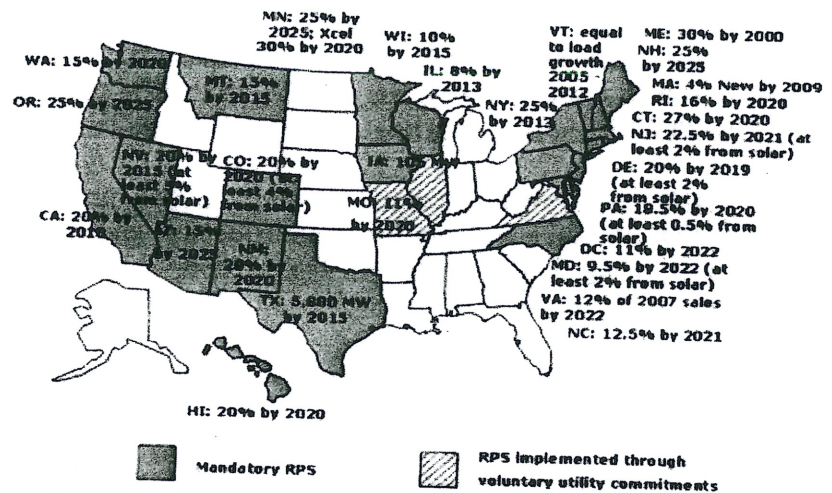 MN: 25% by
2025; Xcel
30% by 2020
WI: 10%
by 2015
IL: 8% by
2013
NY: 25%
by 2013
VT: equal
to load
growth
2005
2012
ME: 30% by 2000
NH: 25%
by 2025
MA: 4% New by 2009
RI: 16% by 2020
CT: 27% by 2020
NJ: 22.5% by 2021 (at
least 2% from solar)
DE: 20% by 2019
(at least 2%
from solar)
PA: 18.5% by 2020
(at least 0.5% from
solar)
DC: 11% by 2022
MD: 9.5% by 2022 (at
least 2% from solar)
VA: 12% of 2007 sales
by 2022
NC: 12.5% by 2021
WA: 15% by 2020
OR: 25% by 2025
MT: 15%
by 2015
NV: 20% by
2015 (at
least 5%
from solar)
CO: 20% by
2020 (
least 4%
from solar)
IA: 105 MW
MO: 11%
by 2020
CA: 20% by
2010
AZ: 15%
by 2025
NM:
20% by
2020
TX: 5,880 MW
by 2015
HI: 20% by 2020
Mandatory RPS
RPS implemented through
voluntary utility commitments